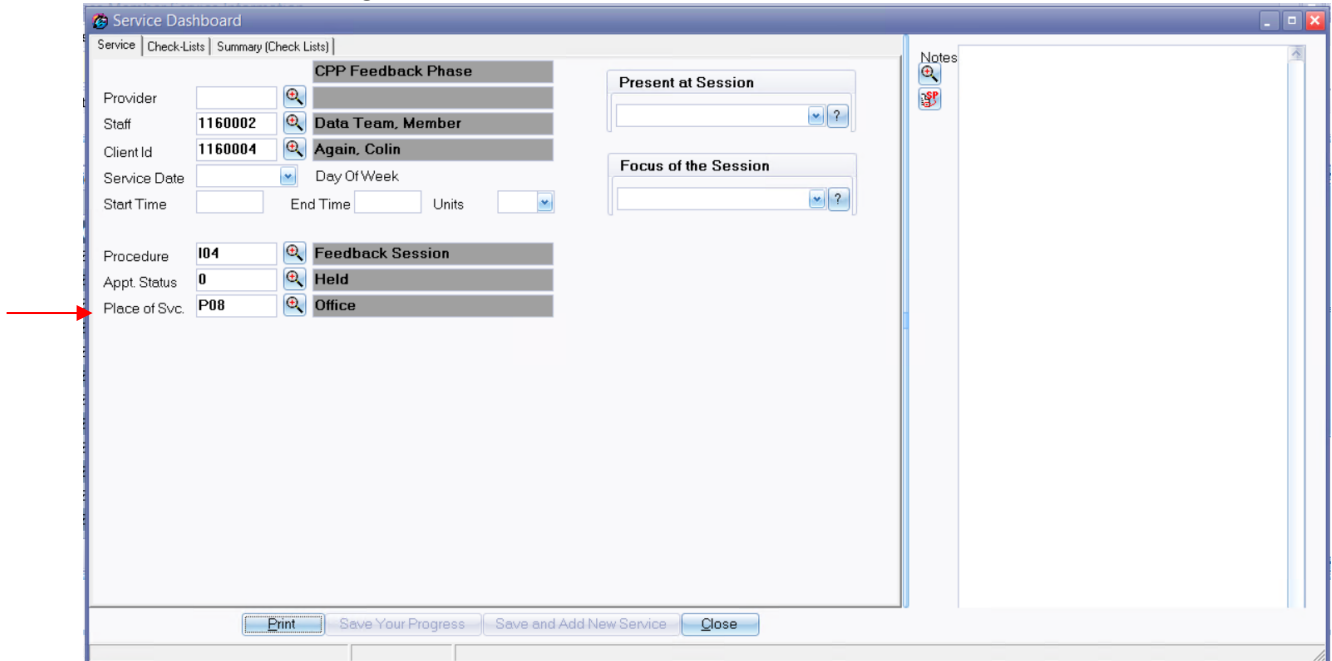 Service Dashboard
Service Check-Lists Summary (Check Lists)
CPP Feedback Phase
Provider
Staff 1160002 Data Team, Member
Client Id 1160004 Again, Colin
Service Date Day Of Week
Start Time End Time Units
Procedure I04 Feedback Session
Appt. Status 0 Held
Place of Svc. P08 Office
Present at Session
?
Focus of the Session
?
Notes
SP
Print Save Your Progress Save and Add New Service Close